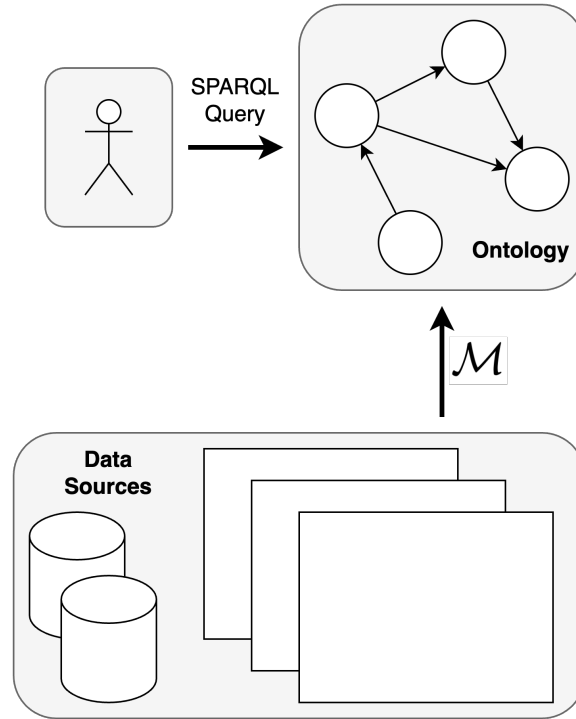 SPARQL
Query
Ontology
ℳ
Data
Sources